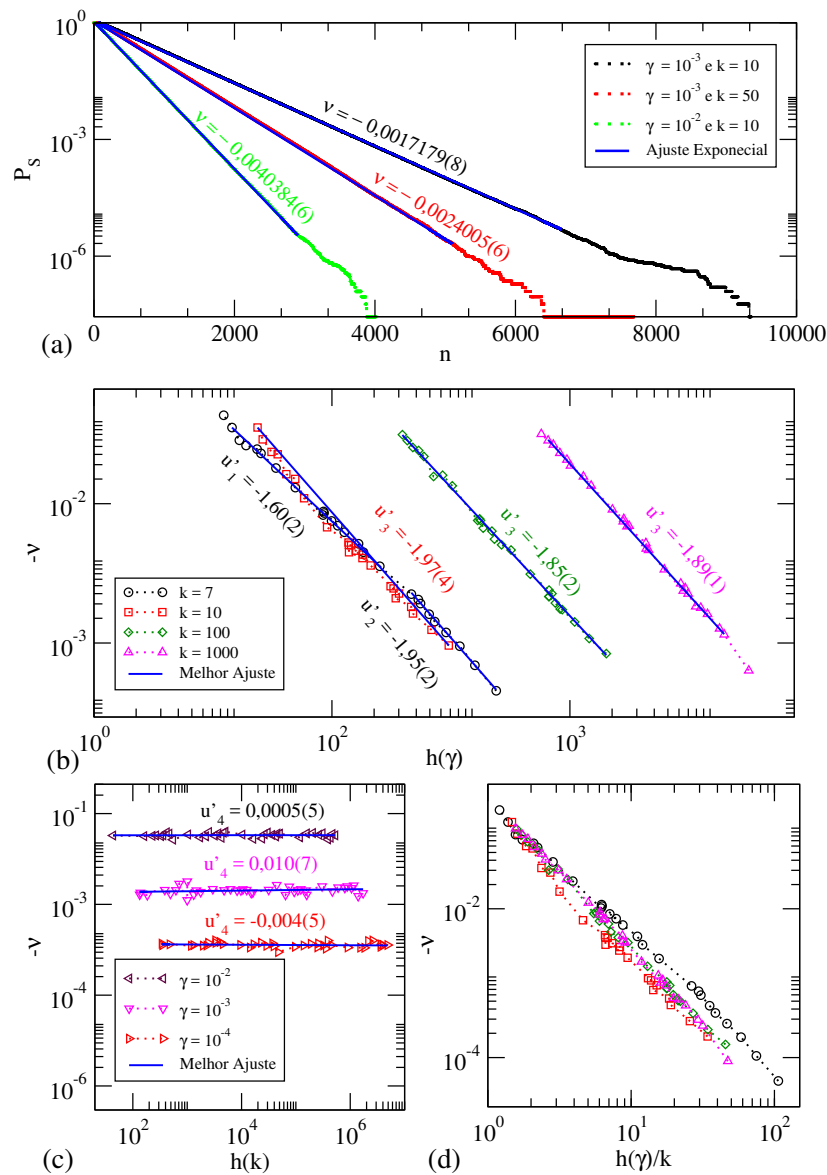 10^0
10^-3
10^-6
P_S
γ = 10^-3 e k = 10
γ = 10^-3 e k = 50
γ = 10^-2 e k = 10
Ajuste Exponecial
ν = − 0,0017179(8)
ν = − 0,0024005(6)
ν = − 0,0040384(6)
0 2000 4000 6000 8000 10000
n
(a)
10^-2
10^-3
-ν
u'_1 = -1,60(2)
u'_3 = -1,97(4)
u'_2 = -1,95(2)
u'_3 = -1,85(2)
u'_3 = -1,89(1)
k = 7
k = 10
k = 100
k = 1000
Melhor Ajuste
10^0 10^2 10^3
h(γ)
(b)
10^-1
10^-3
10^-4
10^-6
-ν
u'_4 = 0,0005(5)
u'_4 = 0,010(7)
u'_4 = -0,004(5)
γ = 10^-2
γ = 10^-3
γ = 10^-4
Melhor Ajuste
10^2 10^4 10^6
h(k)
(c)
10^-2
10^-4
-ν
10^0 10^1 10^2
h(γ)/k
(d)